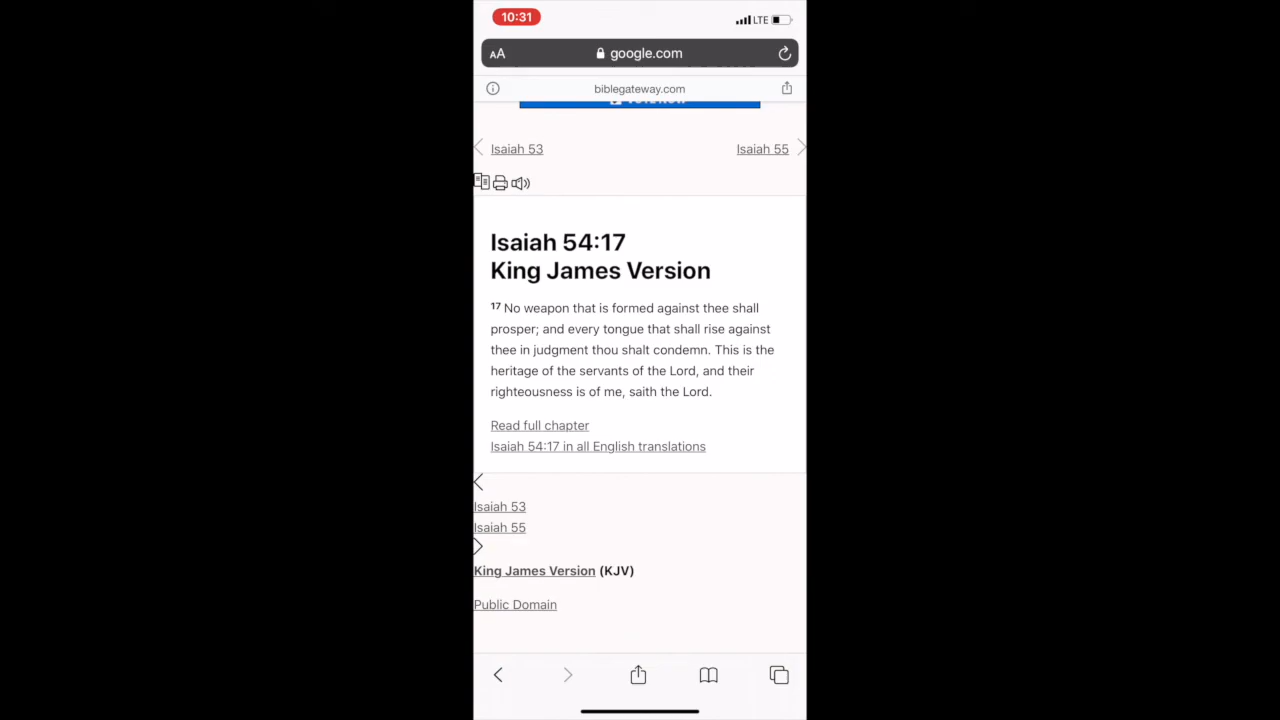 10:31
LTE
AA google.com
biblegateway.com
Isaiah 53 Isaiah 55
Isaiah 54:17
King James Version
17 No weapon that is formed against thee shall
prosper; and every tongue that shall rise against
thee in judgment thou shalt condemn. This is the
heritage of the servants of the Lord, and their
righteousness is of me, saith the Lord.
Read full chapter
Isaiah 54:17 in all English translations
Isaiah 53
Isaiah 55
King James Version (KJV)
Public Domain